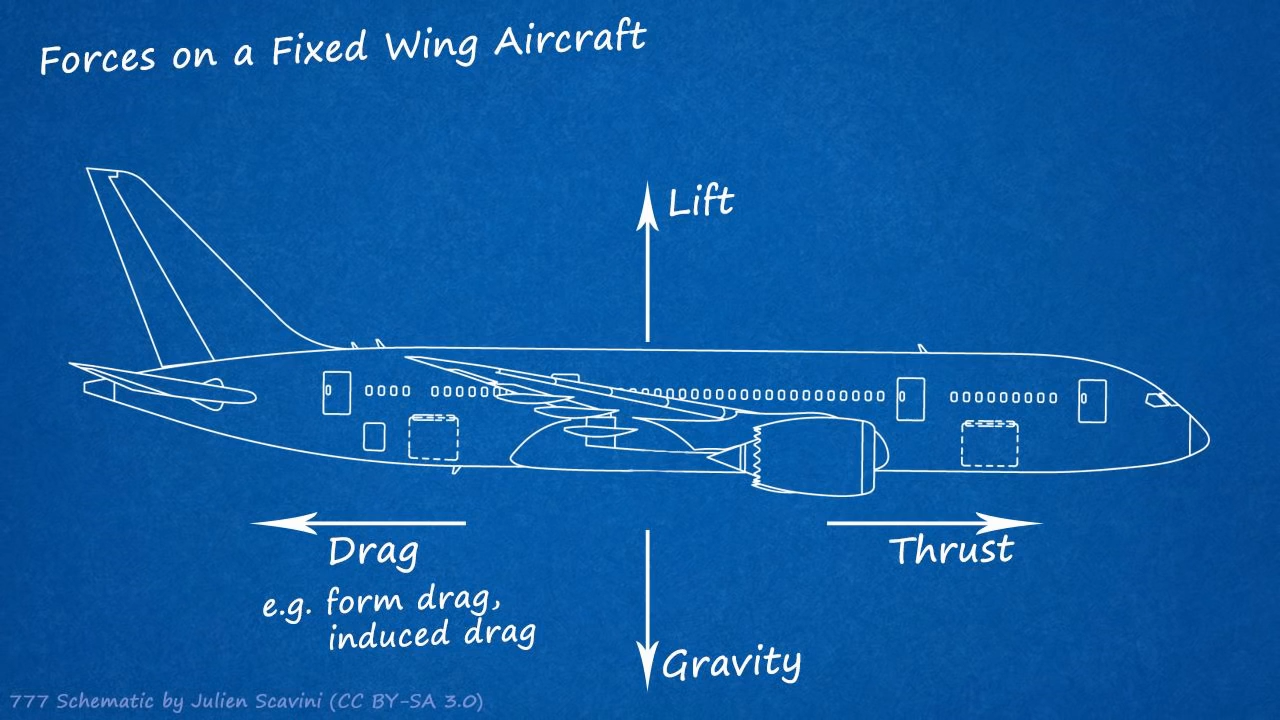 Forces on a Fixed Wing Aircraft
Lift
Drag
Thrust
e.g. form drag,
induced drag
Gravity
777 Schematic by Julien Scavini (CC BY-SA 3.0)